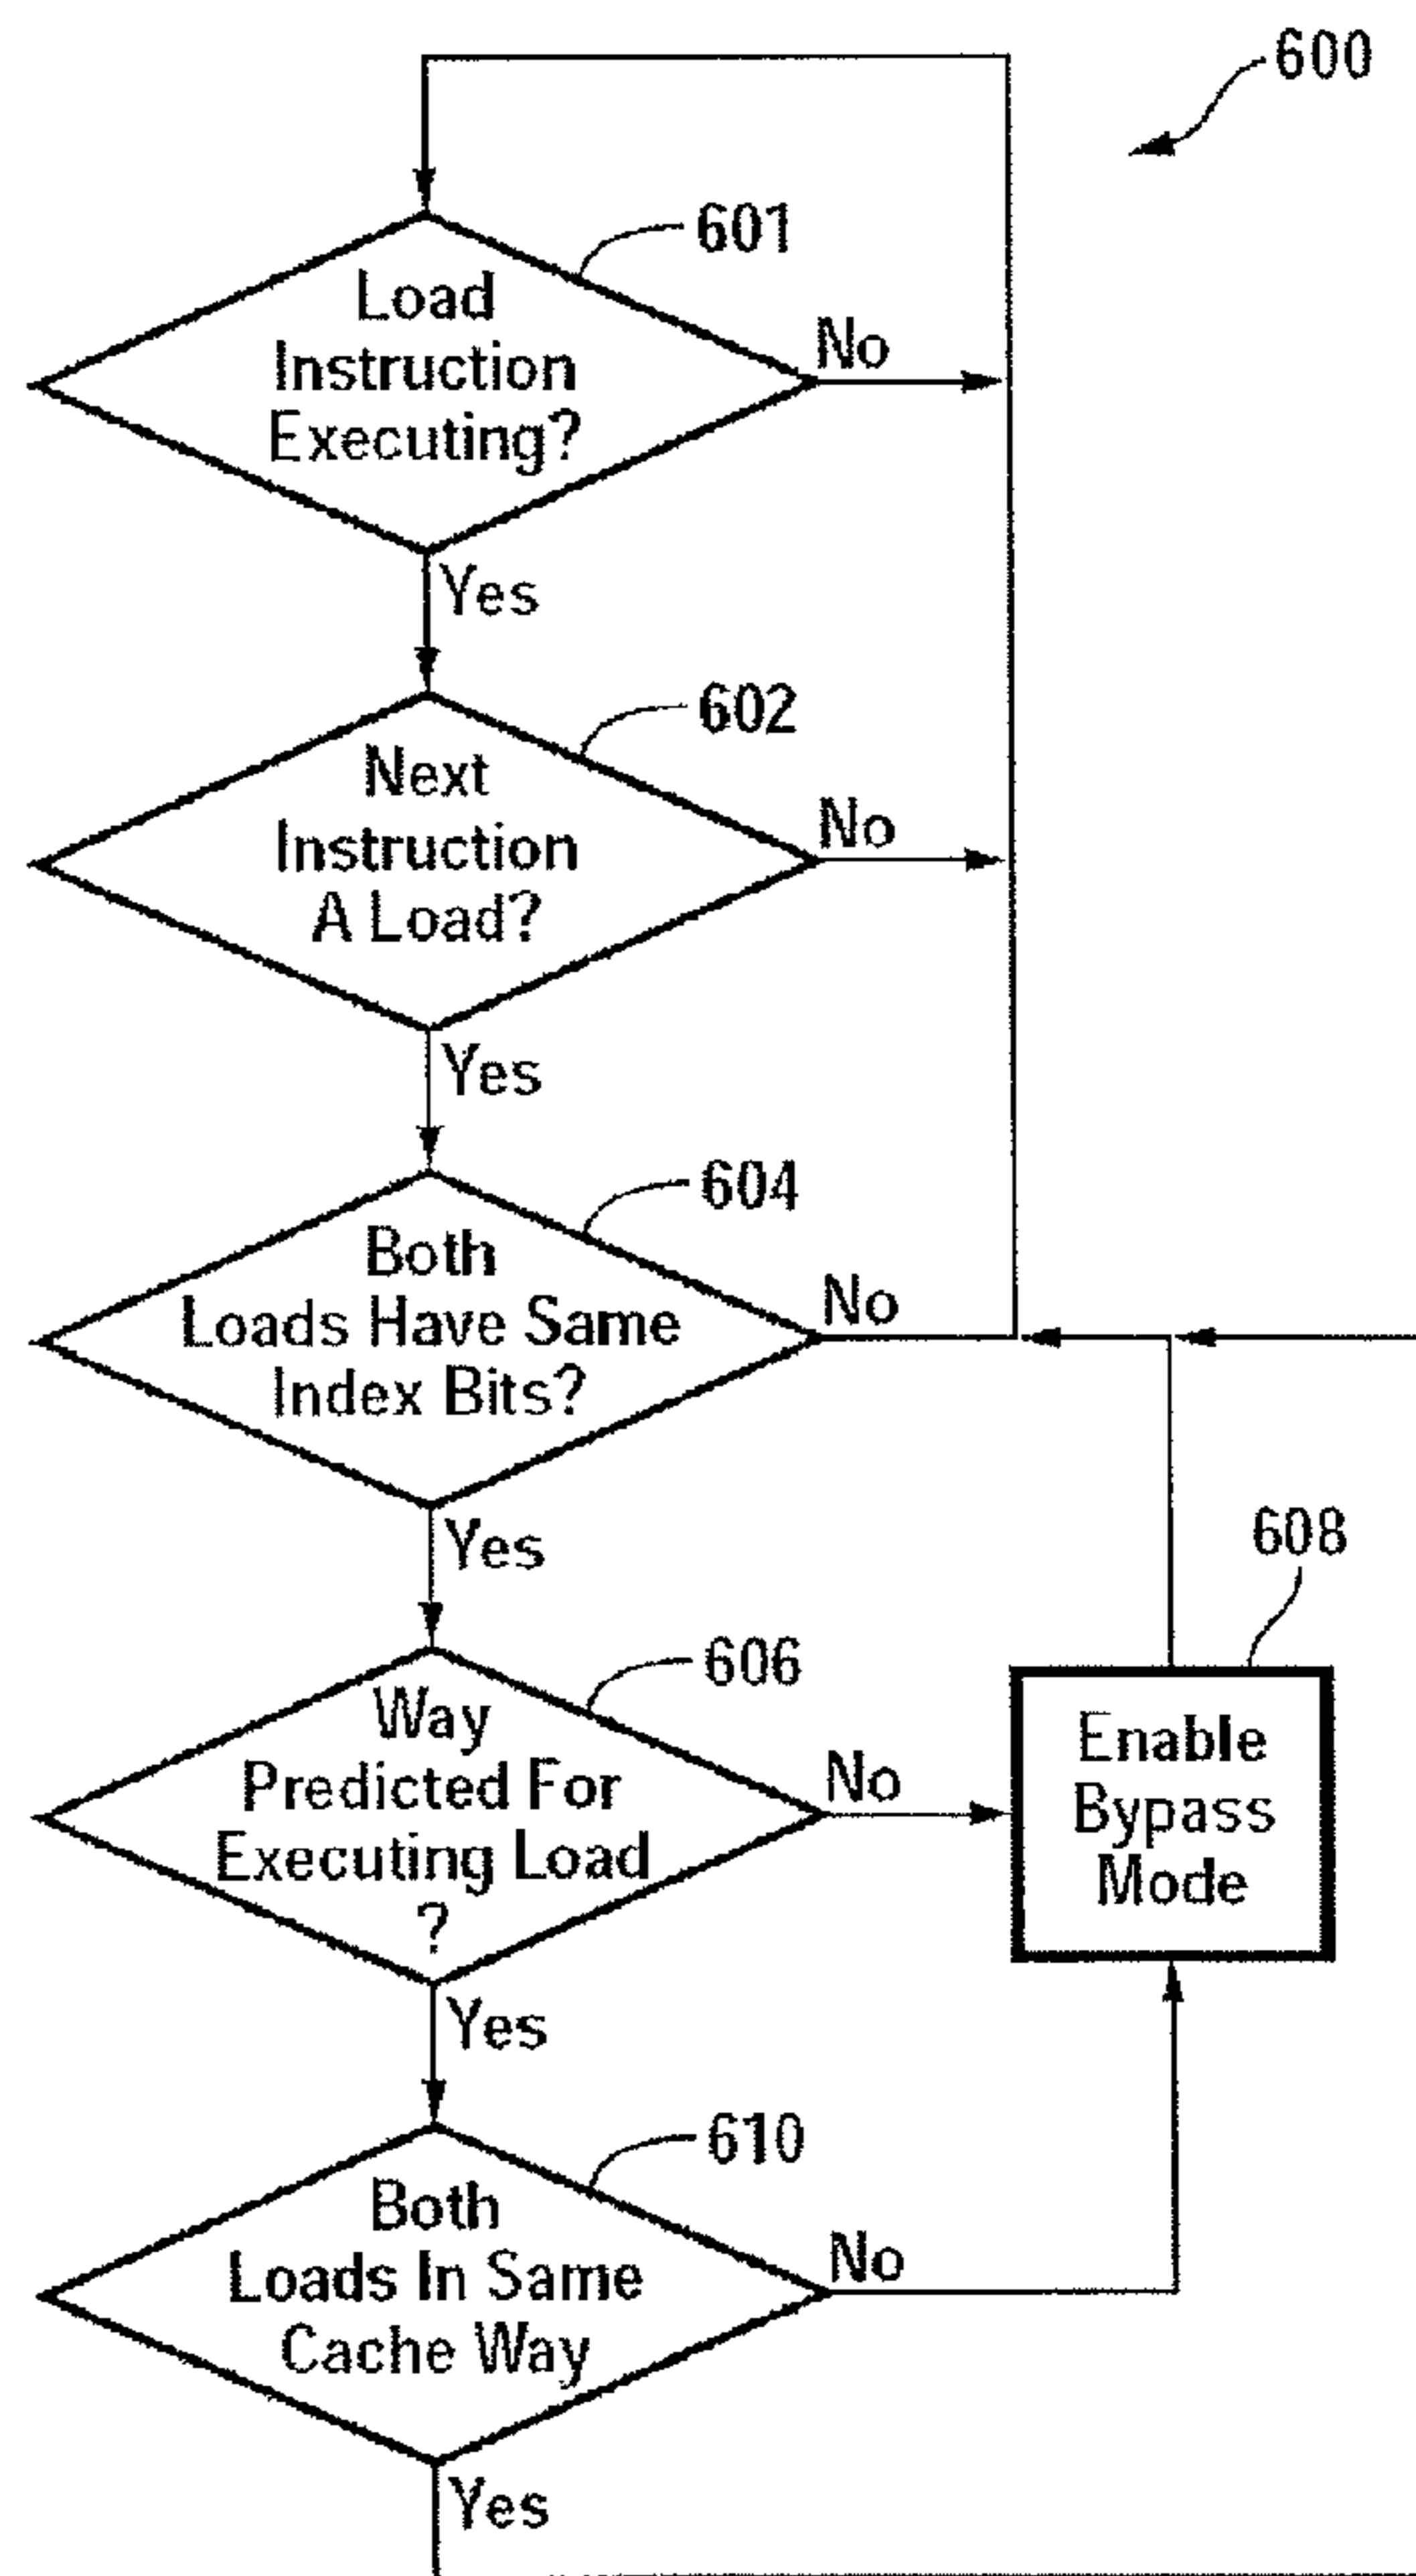 600
601
Load
Instruction
Executing?
No
Yes
602
Next
Instruction
A Load?
No
Yes
604
Both
Loads Have Same
Index Bits?
No
Yes
606
Way
Predicted For
Executing Load
?
No
Yes
608
Enable
Bypass
Mode
610
Both
Loads In Same
Cache Way
No
Yes